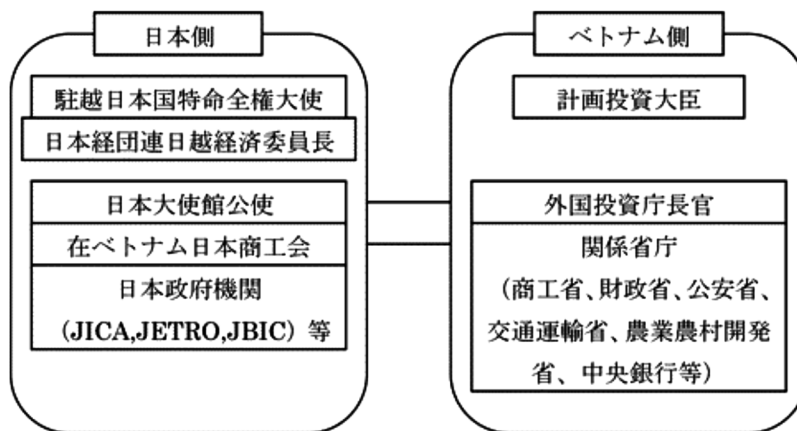 日本側
駐越日本国特命全権大使
日本経団連日越経済委員長
日本大使館公使
在ベトナム日本商工会
日本政府機関
(JICA,JETRO,JBIC) 等
ベトナム側
計画投資大臣
外国投資庁長官
関係省庁
(商工省、財政省、公安省、
交通運輸省、農業農村開発
省、中央銀行等)